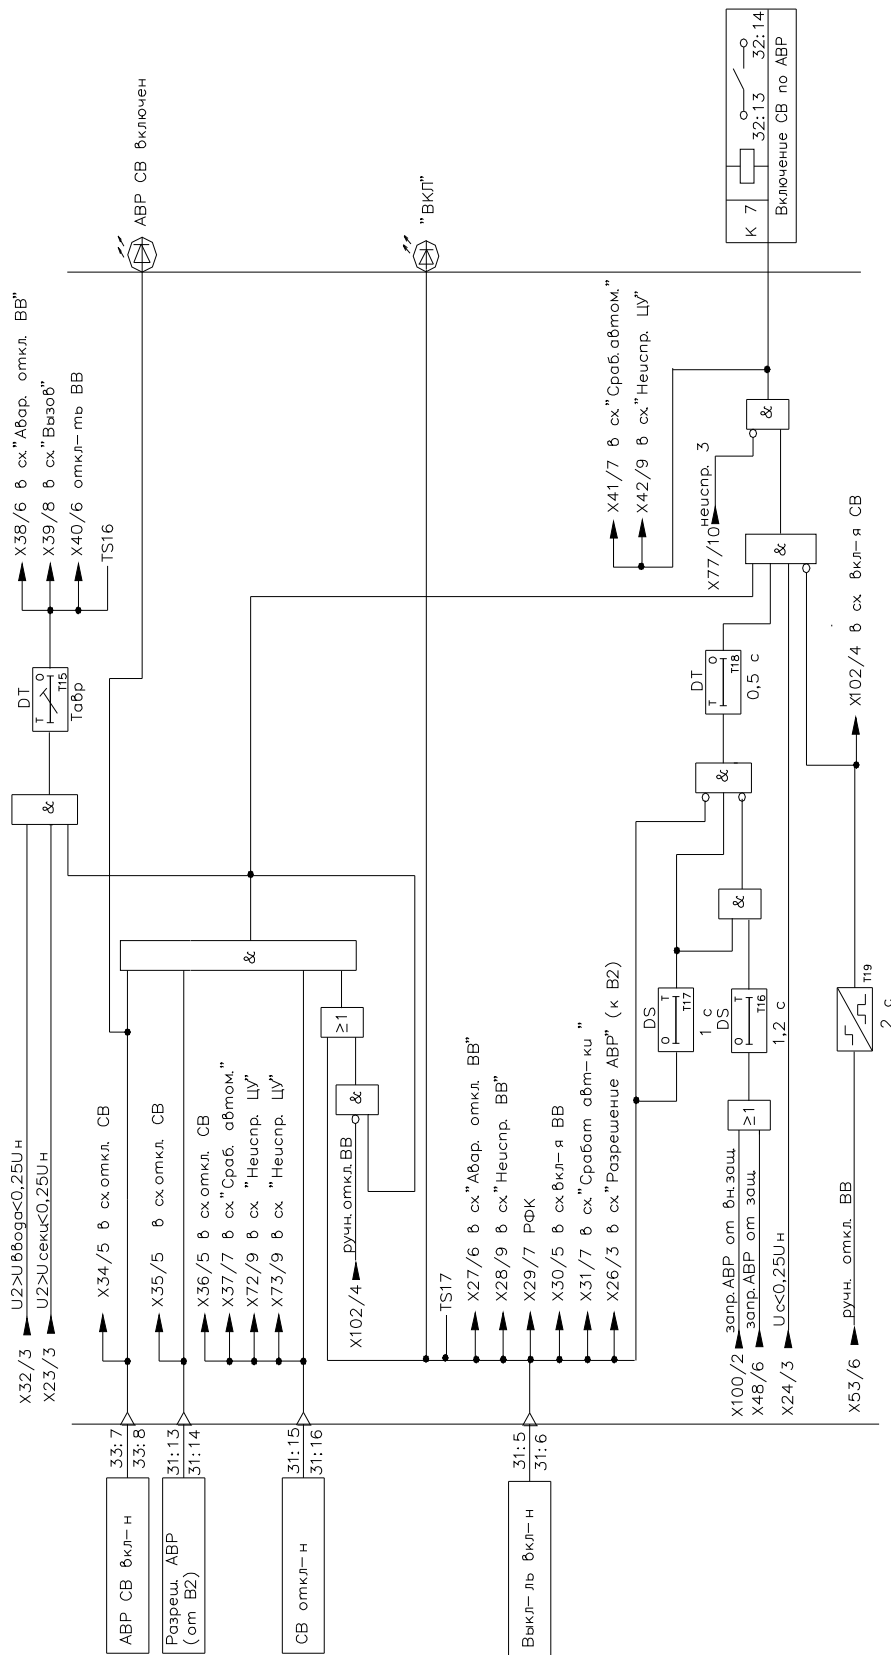 X32/3
U2>Uввода<0,25Uн
X23/3
U2>Uсекц<0,25Uн
&
DT
T O
T15
Tавр
X38/6 в сх."Авар. откл. ВВ"
X39/8 в сх."Вызов"
X40/6 откл-ть ВВ
TS16
АВР СВ вкл-н
33:7
33:8
X34/5 в сх.откл. СВ
АВР СВ включен
Разреш. АВР
(от В2)
31:13
31:14
X35/5 в сх.откл. СВ
СВ откл-н
31:15
31:16
X36/5 в сх.откл. СВ
X37/7 в сх."Сраб. автом."
X72/9 в сх."Неиспр. ЦУ"
X73/9 в сх."Неиспр. ЦУ"
&
≥1
X102/4
ручн.откл.ВВ
&
"ВКЛ"
TS17
Выкл-ль вкл-н
31:5
31:6
X27/6 в сх."Авар. откл. ВВ"
X28/9 в сх."Неиспр. ВВ"
X29/7 РФК
X30/5 в сх.вкл-я ВВ
X31/7 в сх."Срабат авт-ки "
X26/3 в сх."Разрешение АВР" (к В2)
DS
O T
T17
1 с
DS
O T
T16
1,2 с
&
&
DT
T O
T18
0,5 с
X100/2
запр.АВР от вн.защ.
X48/6
запр.АВР от защ.
≥1
X24/3
Uс<0,25Uн
X53/6
ручн. откл. ВВ
T19
2 с
X102/4 в сх. вкл-я СВ
&
X77/10
неиспр. 3
&
X41/7 в сх."Сраб.автом."
X42/9 в сх."Неиспр. ЦУ"
К 7
32:13 32:14
Включение СВ по АВР